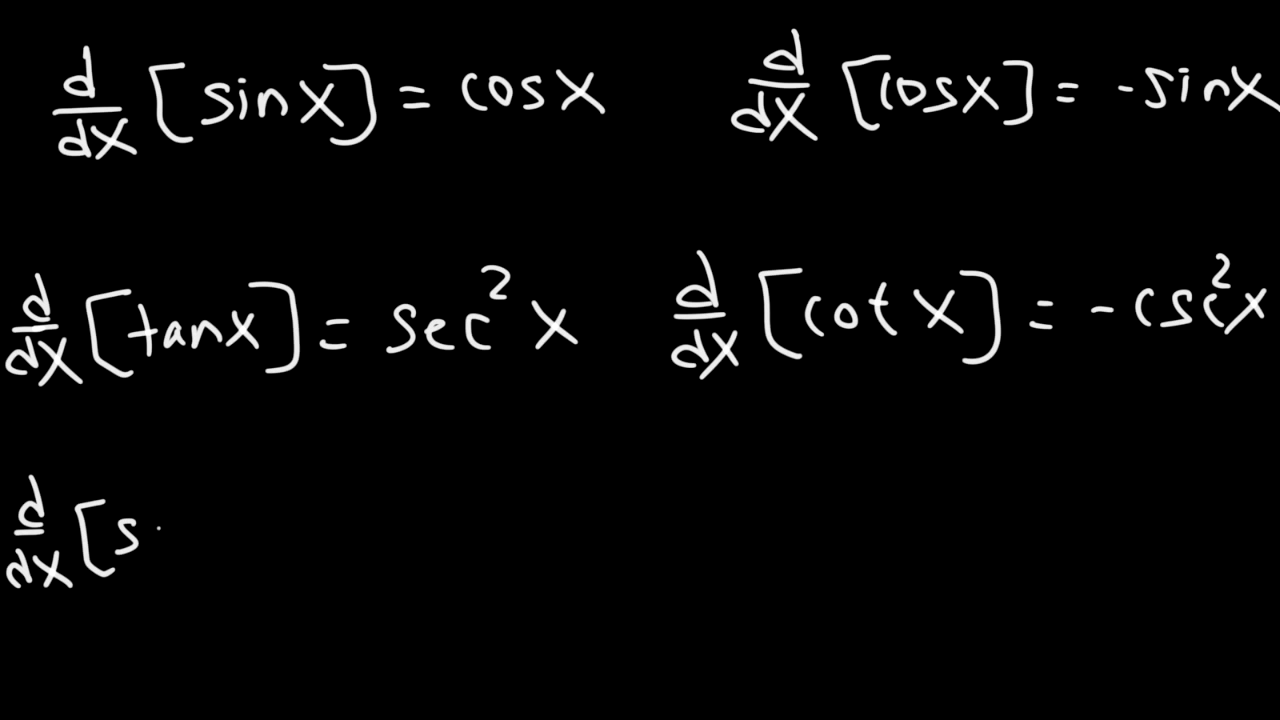 d/dx [sinx] = cosx    d/dx [cosx] = -sinx
d/dx [tanx] = sec²x    d/dx [cotx] = -csc²x
d/dx [s